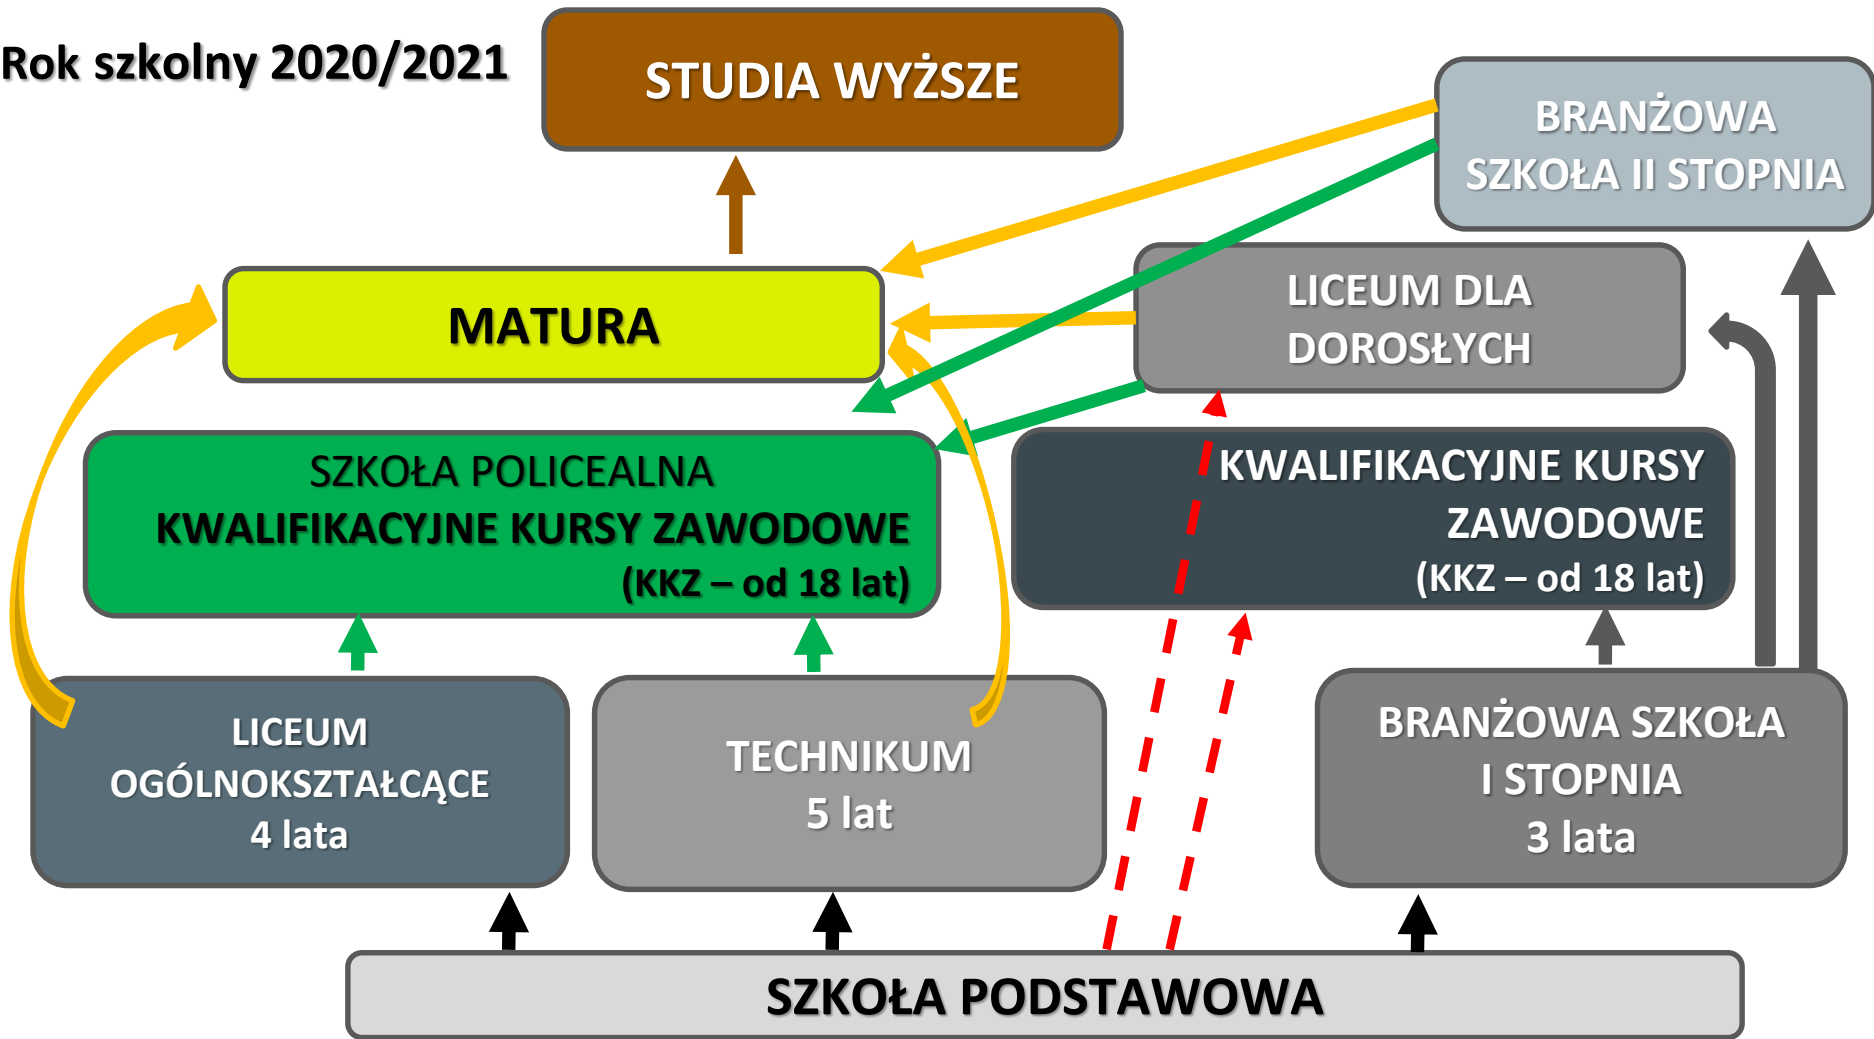 Rok szkolny 2020/2021
STUDIA WYŻSZE
BRANŻOWA
SZKOŁA II STOPNIA
MATURA
LICEUM DLA
DOROSŁYCH
SZKOŁA POLICEALNA
KWALIFIKACYJNE KURSY ZAWODOWE
(KKZ – od 18 lat)
KWALIFIKACYJNE KURSY
ZAWODOWE
(KKZ – od 18 lat)
LICEUM
OGÓLNOKSZTAŁCĄCE
4 lata
TECHNIKUM
5 lat
BRANŻOWA SZKOŁA
I STOPNIA
3 lata
SZKOŁA PODSTAWOWA